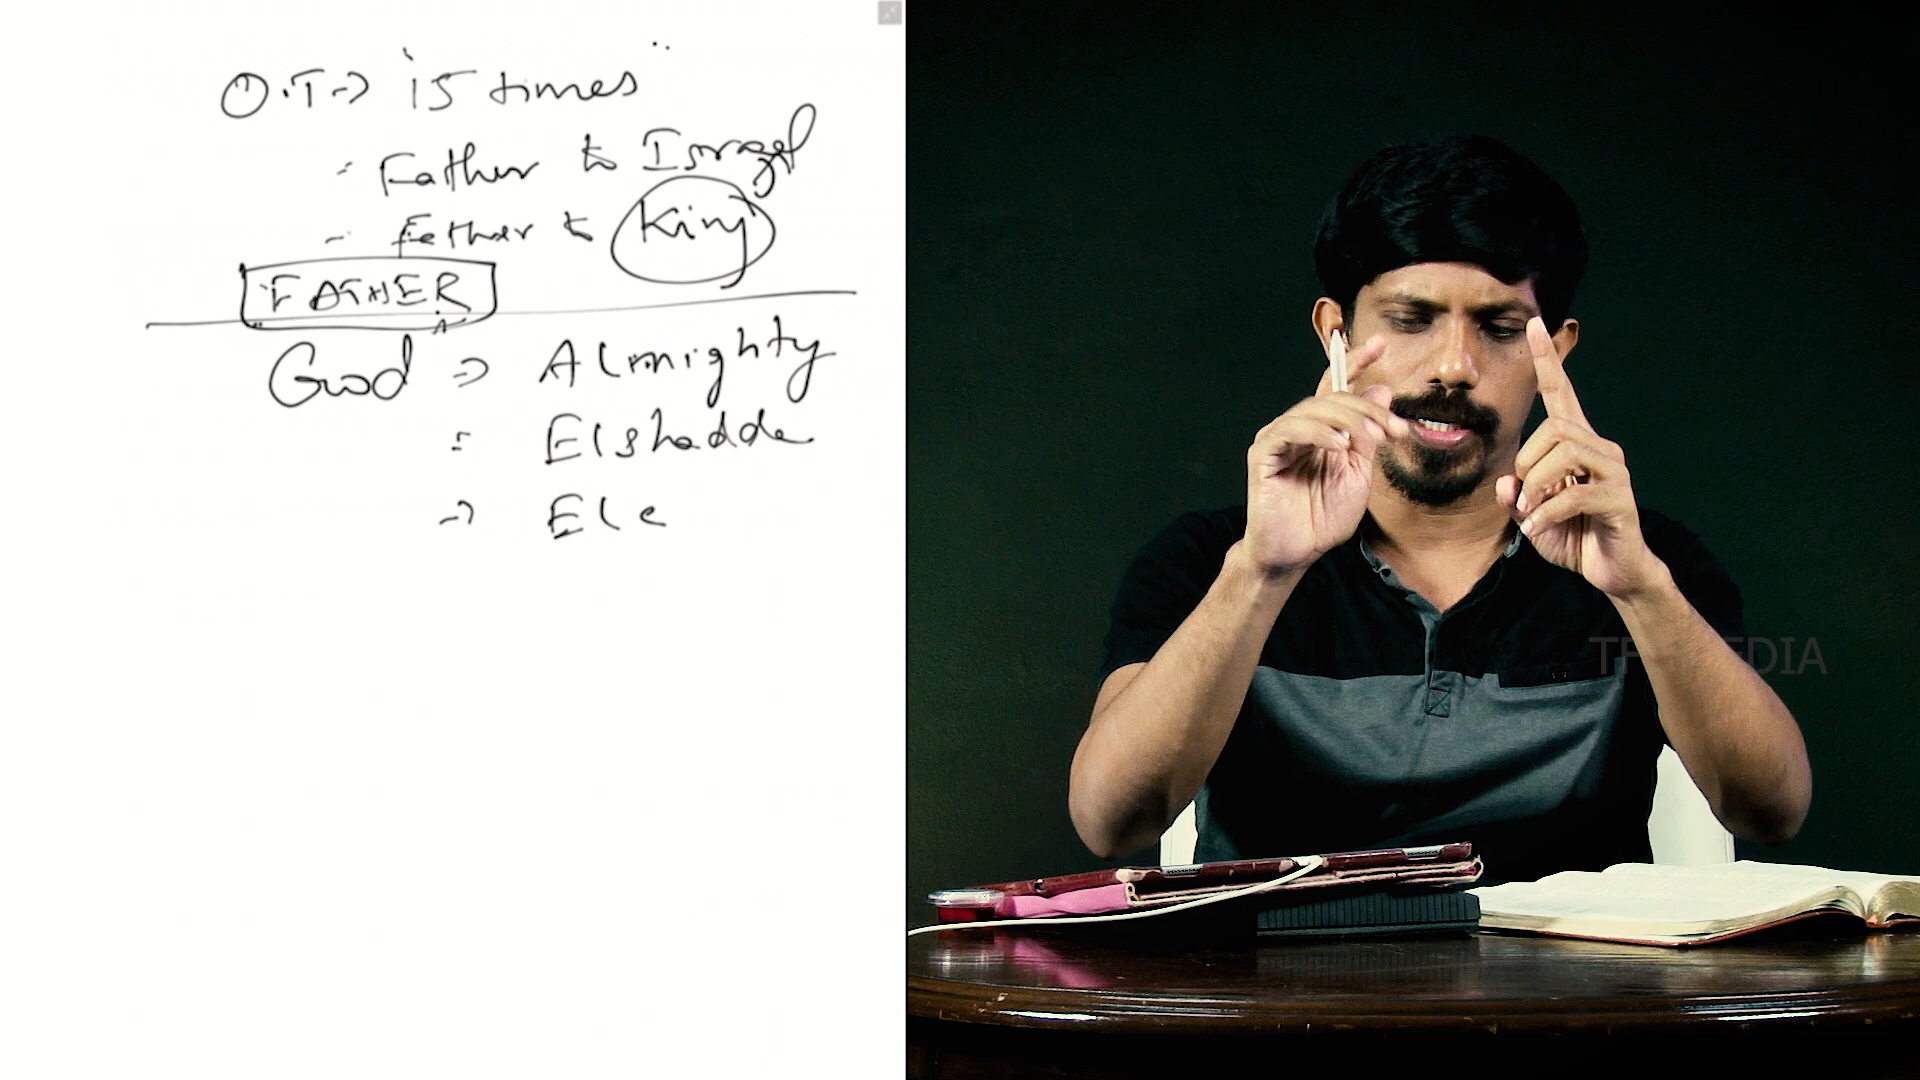 O.T → "15 times"
- Father to Israel
- Father to King
FATHER
God → Almighty
: Elshadde
→ Ele